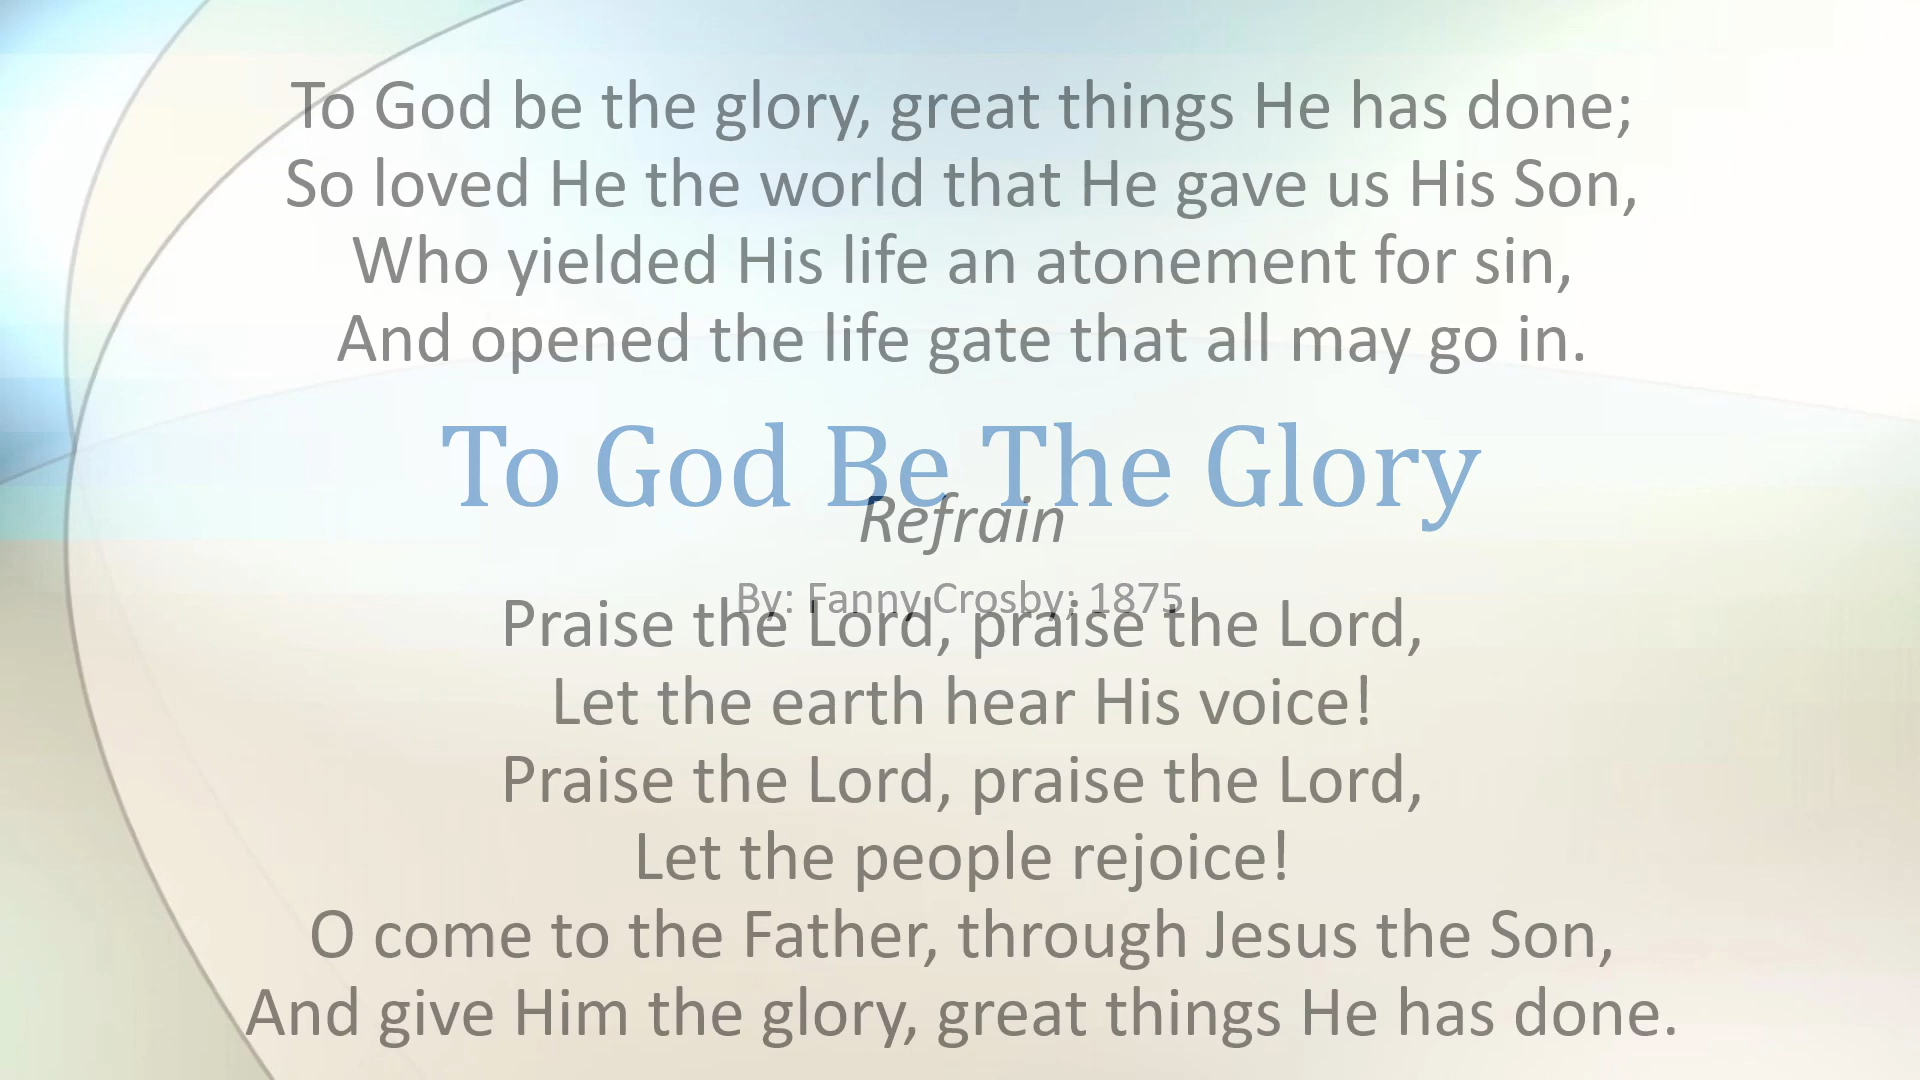 To God be the glory, great things He has done;
So loved He the world that He gave us His Son,
Who yielded His life an atonement for sin,
And opened the life gate that all may go in.
To God Be The Glory
Refrain
By: Fanny Crosby; 1875
Praise the Lord, praise the Lord,
Let the earth hear His voice!
Praise the Lord, praise the Lord,
Let the people rejoice!
O come to the Father, through Jesus the Son,
And give Him the glory, great things He has done.